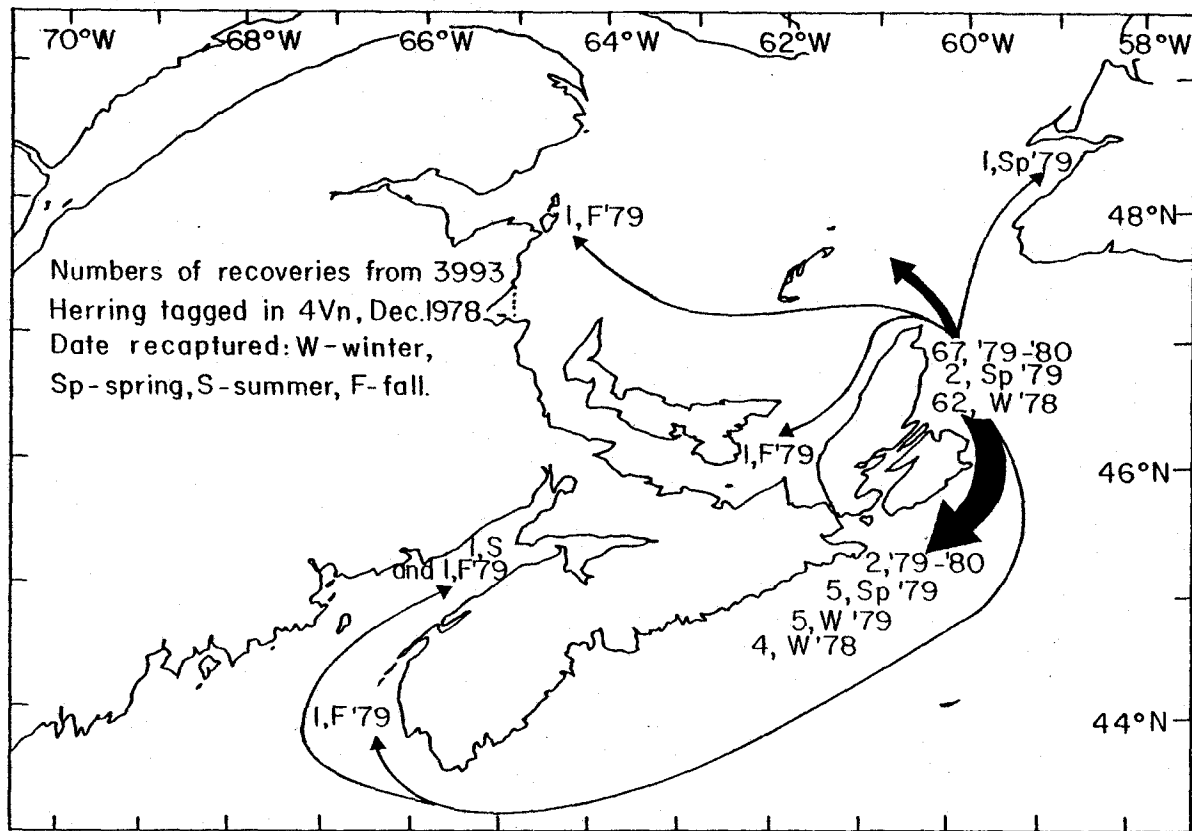 70°W 68°W 66°W 64°W 62°W 60°W 58°W
1,Sp'79
48°N
1,F'79
Numbers of recoveries from 3993
Herring tagged in 4Vn, Dec.1978
Date recaptured: W-winter,
Sp-spring, S-summer, F-fall.
67, '79-'80
2, Sp '79
62, W '78
1,F'79
46°N
1,S
and 1,F'79
2,'79-'80
5, Sp '79
5, W '79
4, W '78
1,F'79
44°N